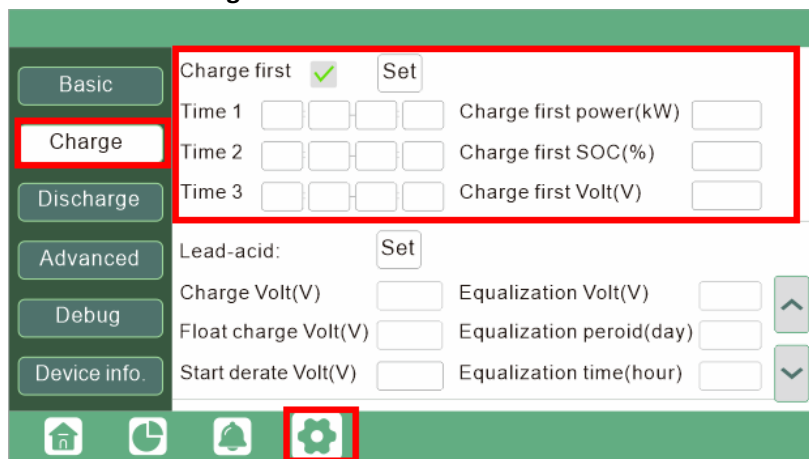 Basic
Charge
Discharge
Advanced
Debug
Device info.
Charge first Set
Time 1 : - : Charge first power(kW)
Time 2 : - : Charge first SOC(%)
Time 3 : - : Charge first Volt(V)
Lead-acid: Set
Charge Volt(V) Equalization Volt(V)
Float charge Volt(V) Equalization peroid(day)
Start derate Volt(V) Equalization time(hour)